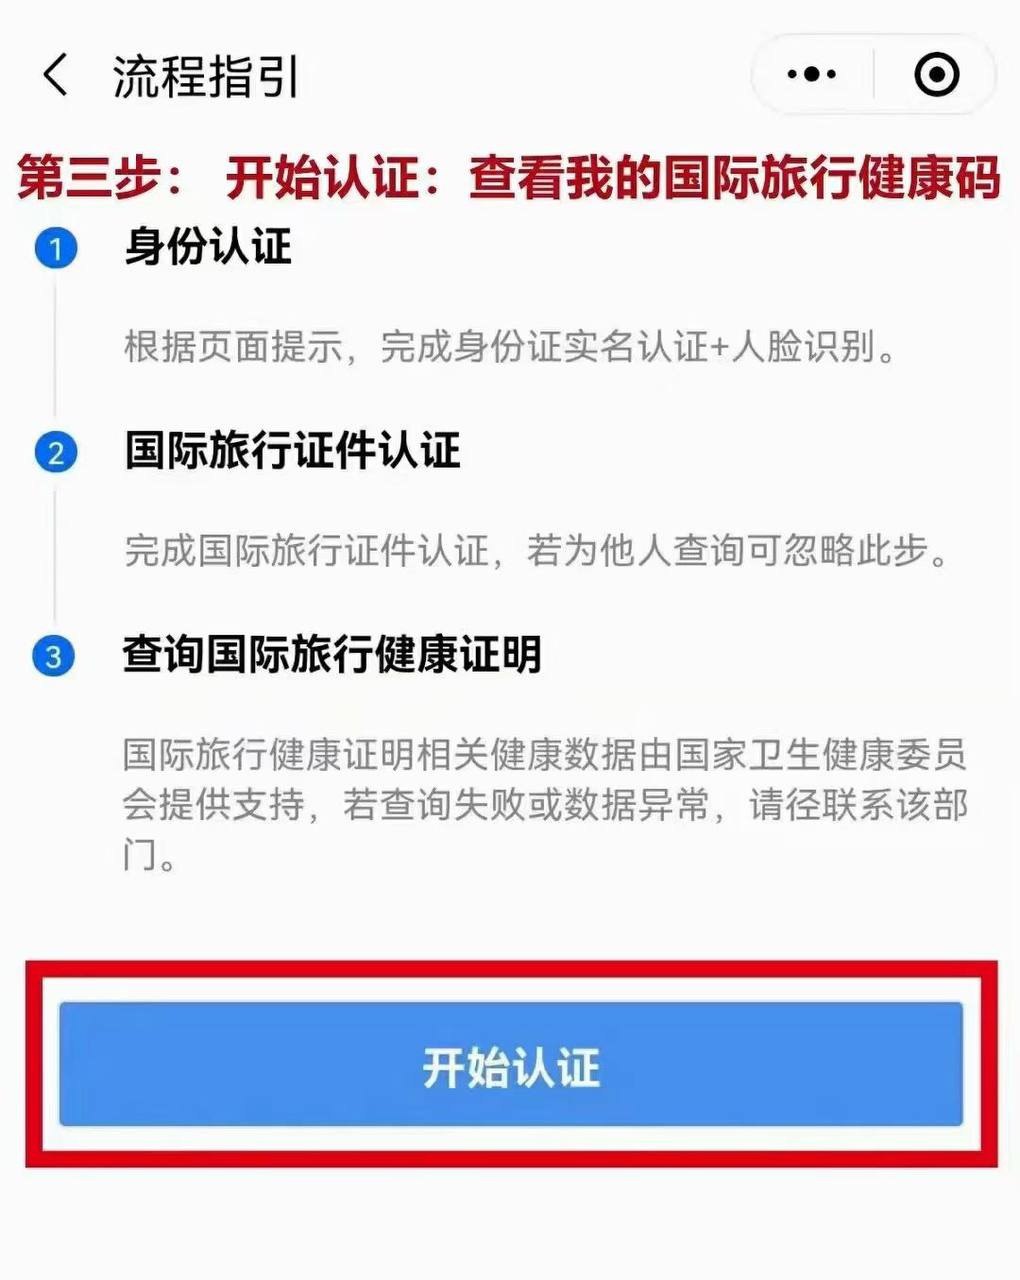 流程指引
第三步： 开始认证：查看我的国际旅行健康码
1 身份认证
根据页面提示，完成身份证实名认证+人脸识别。
2 国际旅行证件认证
完成国际旅行证件认证，若为他人查询可忽略此步。
3 查询国际旅行健康证明
国际旅行健康证明相关健康数据由国家卫生健康委员
会提供支持，若查询失败或数据异常，请径联系该部
门。
开始认证